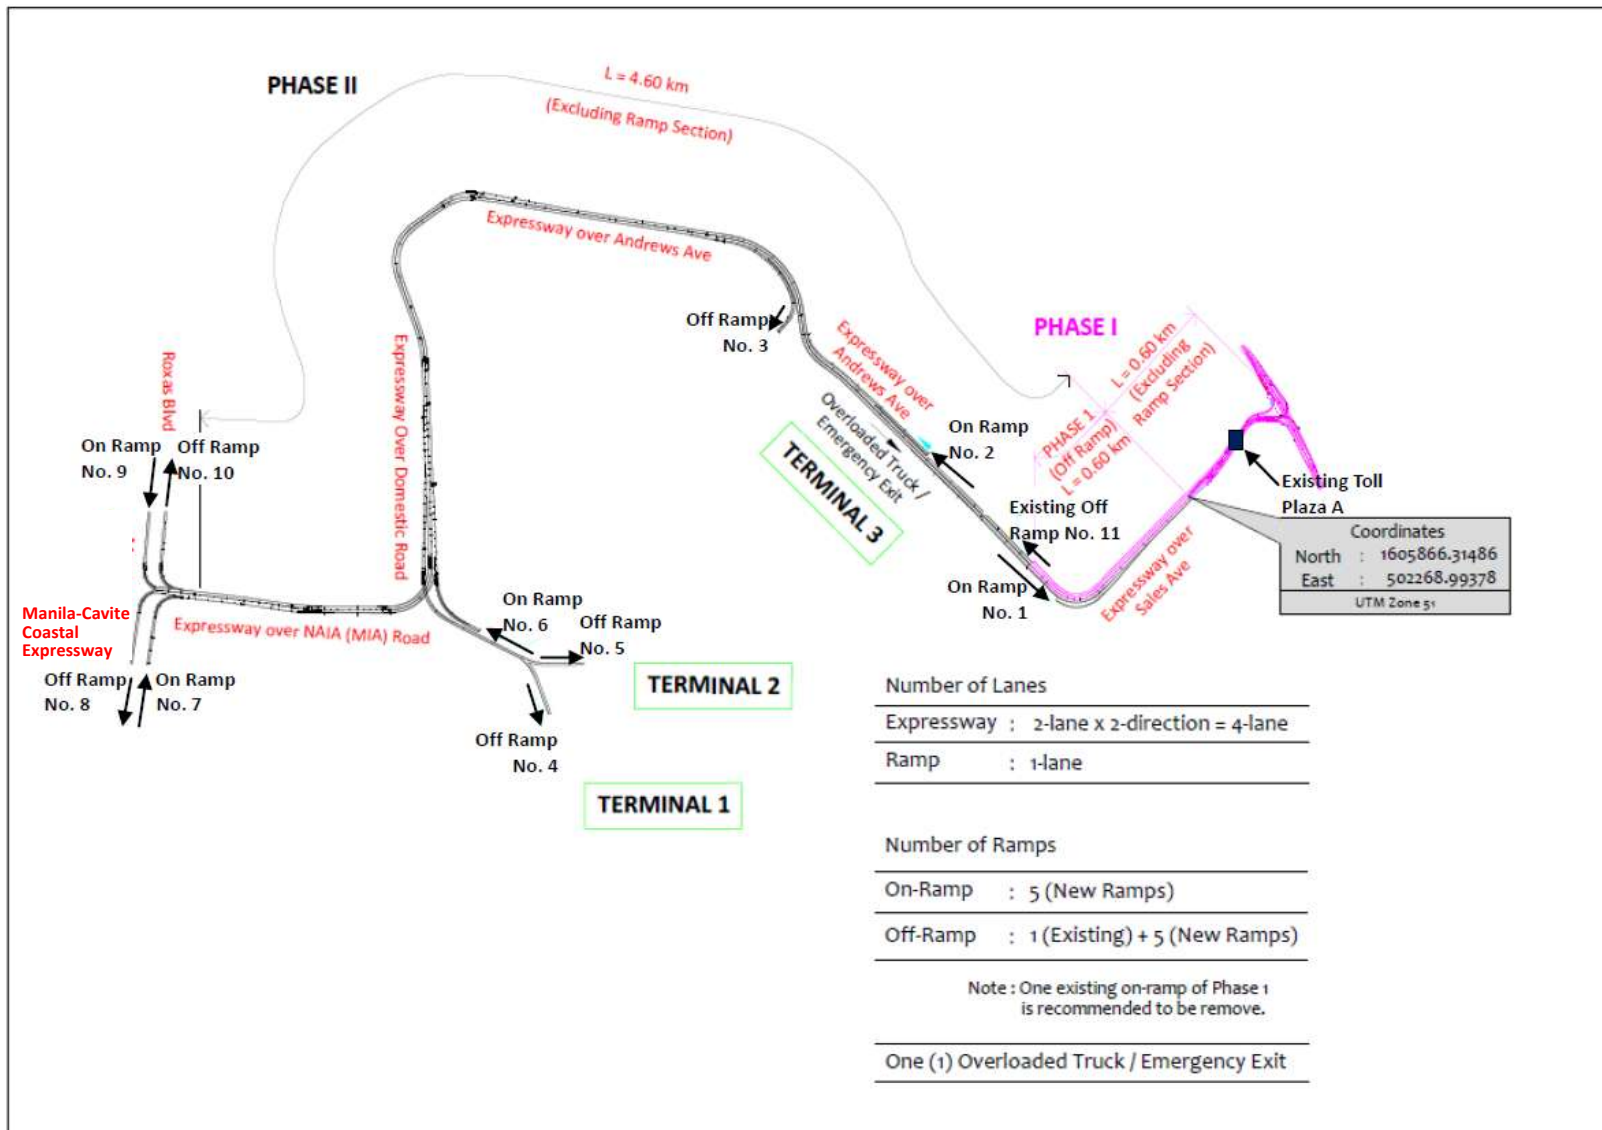 PHASE II
L = 4.60 km
(Excluding Ramp Section)
Expressway over Andrews Ave
Off Ramp
No. 3
Expressway over
Andrews Ave
Overloaded Truck /
Emergency Exit
TERMINAL 3
On Ramp
No. 2
PHASE I
L = 0.60 km
(Excluding
Ramp Section)
PHASE 1
(Off Ramp)
L = 0.60 km
Existing Toll
Plaza A
Existing Off
Ramp No. 11
On Ramp
No. 1
Expressway over
Sales Ave
Coordinates
North : 1605866.31486
East : 502268.99378
UTM Zone 51
Roxas Blvd
On Ramp
No. 9
Off Ramp
No. 10
Expressway Over Domestic Road
Manila-Cavite
Coastal
Expressway
Expressway over NAIA (MIA) Road
Off Ramp
No. 8
On Ramp
No. 7
On Ramp
No. 6
Off Ramp
No. 5
Off Ramp
No. 4
TERMINAL 2
TERMINAL 1
Number of Lanes
Expressway : 2-lane x 2-direction = 4-lane
Ramp : 1-lane
Number of Ramps
On-Ramp : 5 (New Ramps)
Off-Ramp : 1 (Existing) + 5 (New Ramps)
Note : One existing on-ramp of Phase 1
is recommended to be remove.
One (1) Overloaded Truck / Emergency Exit